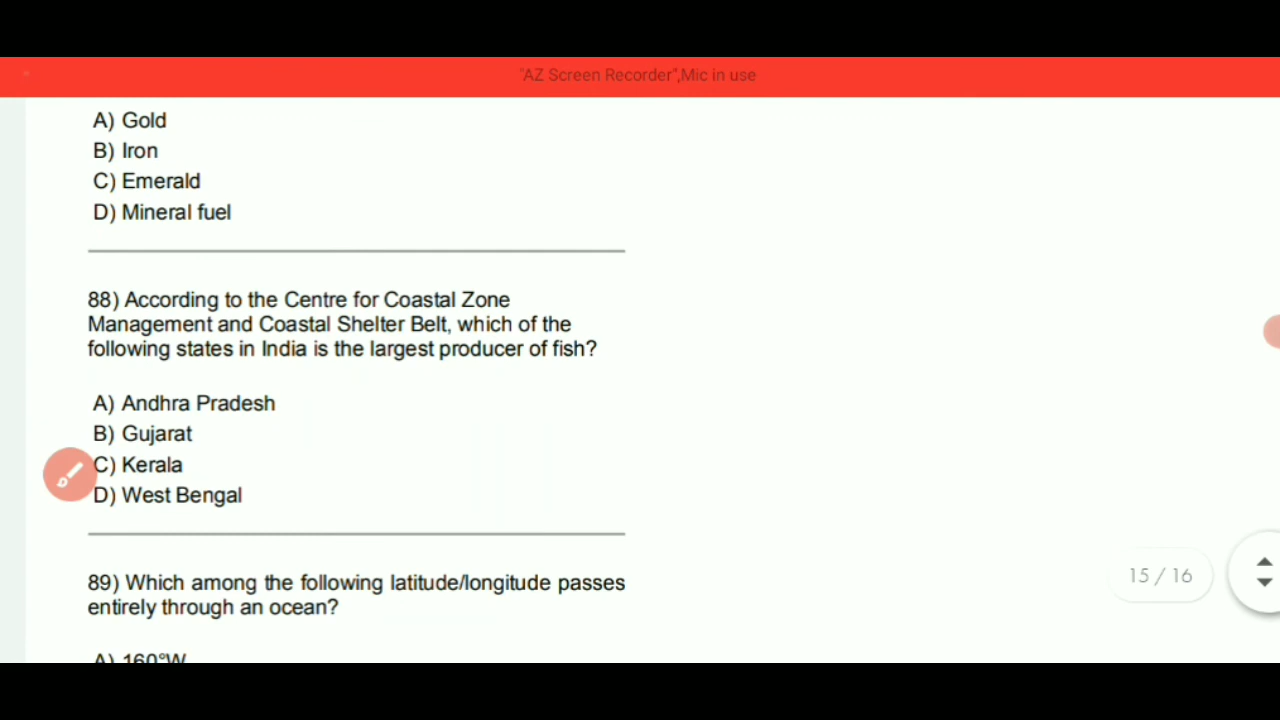 "AZ Screen Recorder",Mic in use
A) Gold
B) Iron
C) Emerald
D) Mineral fuel
88) According to the Centre for Coastal Zone
Management and Coastal Shelter Belt, which of the
following states in India is the largest producer of fish?
A) Andhra Pradesh
B) Gujarat
C) Kerala
D) West Bengal
89) Which among the following latitude/longitude passes
entirely through an ocean?
A) 160°W
15 / 16